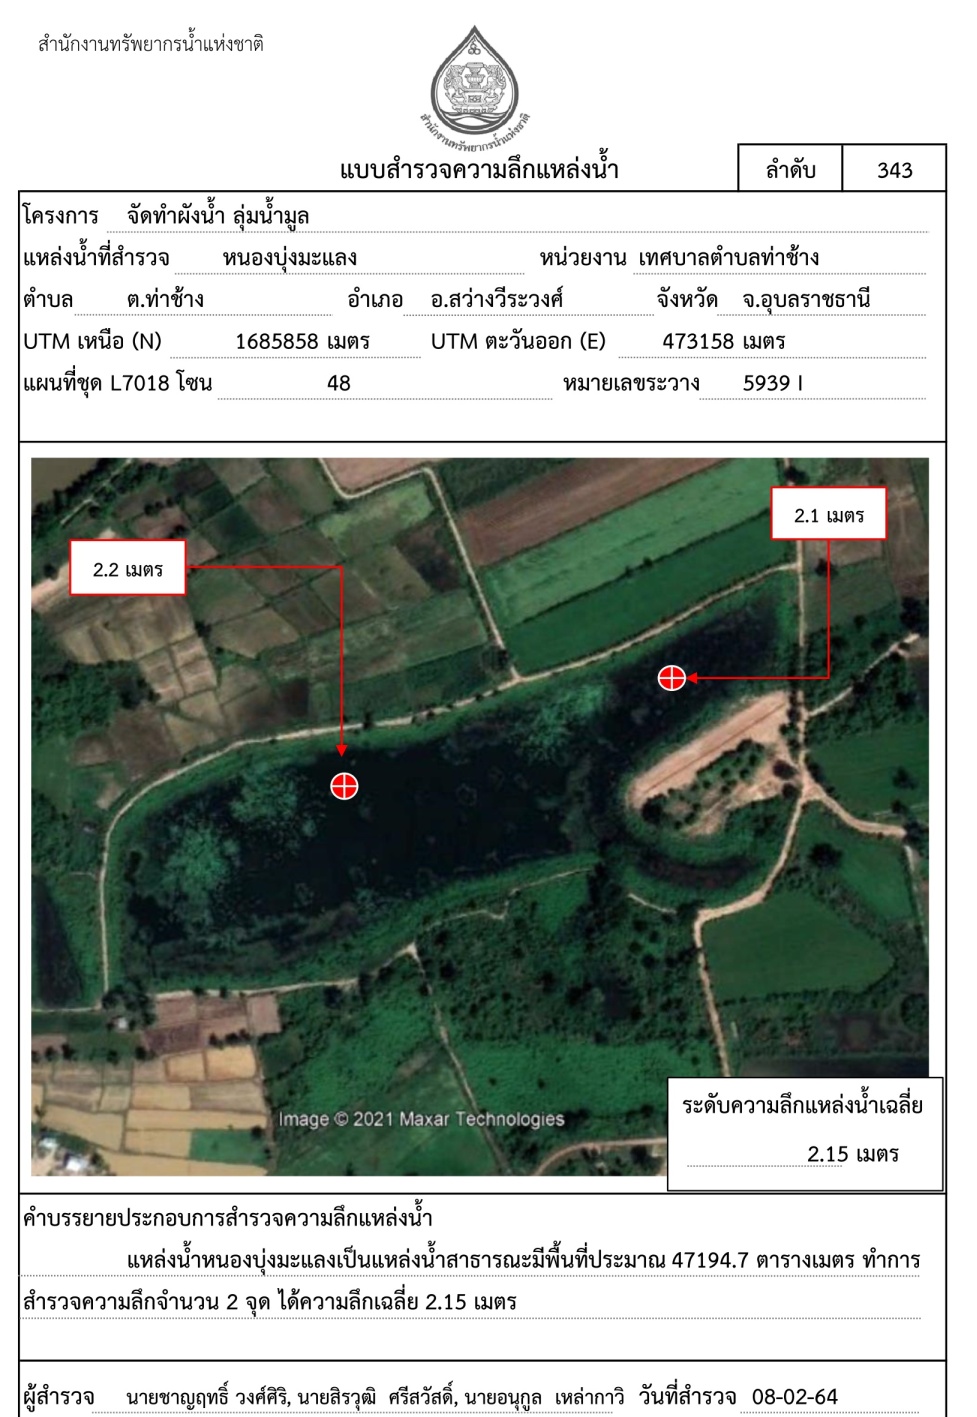 สำนักงานทรัพยากรน้ำแห่งชาติ
สำนักงานทรัพยากรน้ำแห่งชาติ
แบบสำรวจความลึกแหล่งน้ำ ลำดับ 343
โครงการ จัดทำผังน้ำ ลุ่มน้ำมูล
แหล่งน้ำที่สำรวจ หนองบุ่งมะแลง หน่วยงาน เทศบาลตำบลท่าช้าง
ตำบล ต.ท่าช้าง อำเภอ อ.สว่างวีระวงศ์ จังหวัด จ.อุบลราชธานี
UTM เหนือ (N) 1685858 เมตร UTM ตะวันออก (E) 473158 เมตร
แผนที่ชุด L7018 โซน 48 หมายเลขระวาง 5939 I
2.1 เมตร
2.2 เมตร
Image © 2021 Maxar Technologies
ระดับความลึกแหล่งน้ำเฉลี่ย
2.15 เมตร
คำบรรยายประกอบการสำรวจความลึกแหล่งน้ำ
แหล่งน้ำหนองบุ่งมะแลงเป็นแหล่งน้ำสาธารณะมีพื้นที่ประมาณ 47194.7 ตารางเมตร ทำการ
สำรวจความลึกจำนวน 2 จุด ได้ความลึกเฉลี่ย 2.15 เมตร
ผู้สำรวจ นายชาญฤทธิ์ วงศ์ศิริ, นายสิรวุฒิ ศรีสวัสดิ์, นายอนุกูล เหล่ากาวิ วันที่สำรวจ 08-02-64